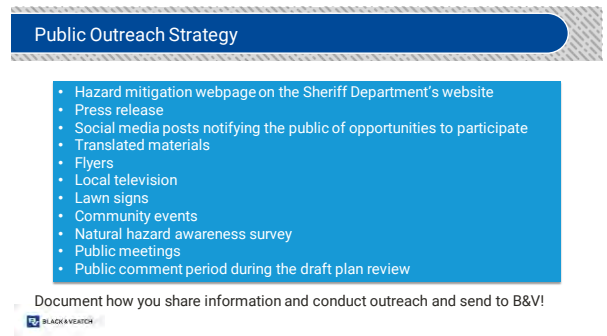 Public Outreach Strategy
• Hazard mitigation webpage on the Sheriff Department's website
• Press release
• Social media posts notifying the public of opportunities to participate
• Translated materials
• Flyers
• Local television
• Lawn signs
• Community events
• Natural hazard awareness survey
• Public meetings
• Public comment period during the draft plan review
Document how you share information and conduct outreach and send to B&V!
BLACK & VEATCH